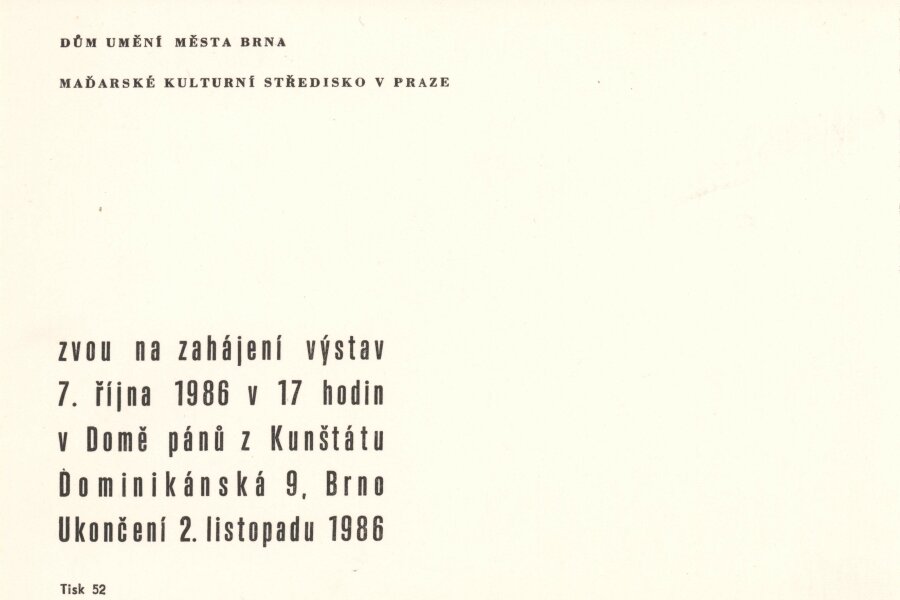 DŮM UMĚNÍ MĚSTA BRNA
MAĎARSKÉ KULTURNÍ STŘEDISKO V PRAZE
zvou na zahájení výstav
7. října 1986 v 17 hodin
v Domě pánů z Kunštátu
Dominikánská 9, Brno
Ukončení 2. listopadu 1986
Tisk 52